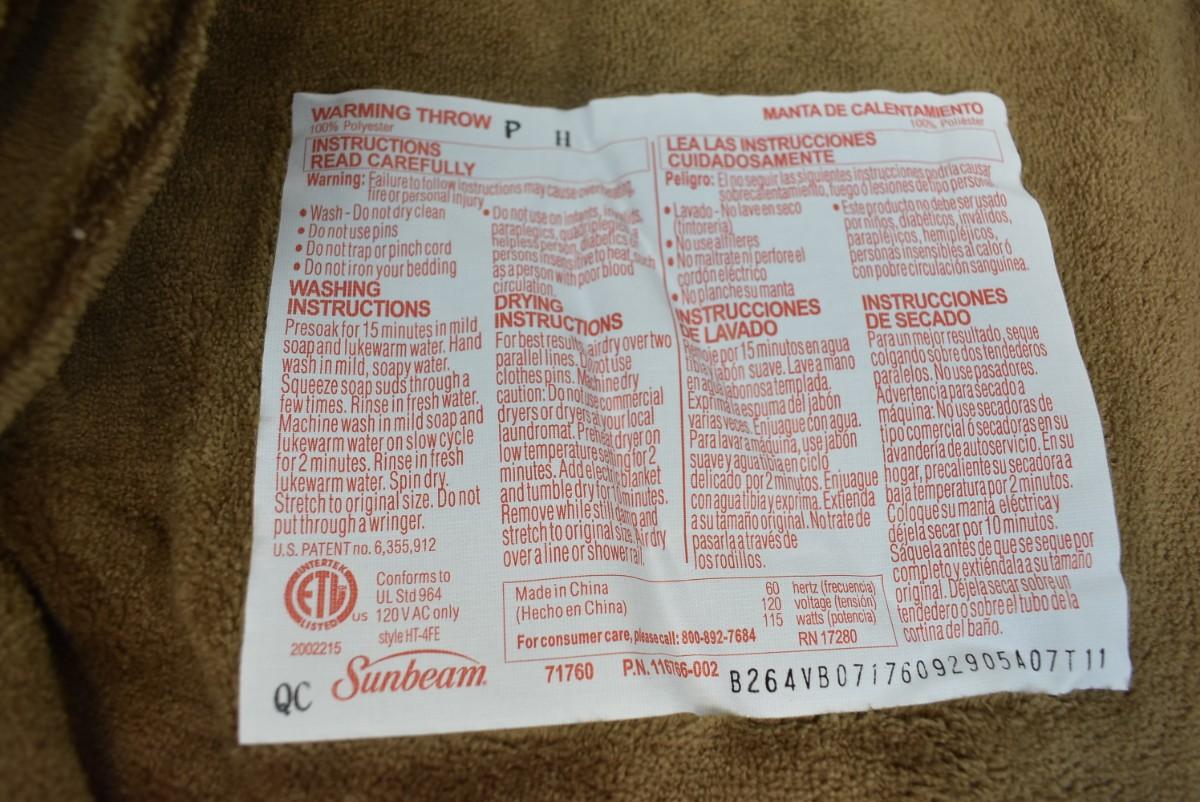 WARMING THROW P H
100% Polyester
INSTRUCTIONS
READ CAREFULLY
Warning: Failure to follow instructions may cause overheating,
fire or personal injury
• Wash - Do not dry clean
• Do not use pins
• Do not trap or pinch cord
• Do not iron your bedding
• Do not use on infants, invalids,
paraplegics, quadriplegics, a
helpless person, diabetics or
persons insensitive to heat, such
as a person with poor blood
circulation.
WASHING
INSTRUCTIONS
Presoak for 15 minutes in mild
soap and lukewarm water. Hand
wash in mild, soapy water.
Squeeze soap suds through a
few times. Rinse in fresh water.
Machine wash in mild soap and
lukewarm water on slow cycle
for 2 minutes. Rinse in fresh
lukewarm water. Spin dry.
Stretch to original size. Do not
put through a wringer.
DRYING
INSTRUCTIONS
For best results, air dry over two
parallel lines. Do not use
clothes pins. Machine dry
caution: Do not use commercial
dryers or dryers at your local
laundromat. Preheat dryer on
low temperature setting for 2
minutes. Add electric blanket
and tumble dry for 10 minutes.
Remove while still damp and
stretch to original size. Air dry
over a line or shower rail.
MANTA DE CALENTAMIENTO
100% Poliéster
LEA LAS INSTRUCCIONES
CUIDADOSAMENTE
Peligro: El no seguir las siguientes instrucciones podría causar
sobrecalentamiento, fuego ó lesiones de tipo personal
• Lavado - No lave en seco
(tintorería)
• No use alfileres
• No maltrate ni perfore el
cordón eléctrico
• No planche su manta
• Este producto no debe ser usado
por niños, diabéticos, inválidos,
parapléjicos, hemipléjicos,
personas insensibles al calor ó
con pobre circulación sanguínea.
INSTRUCCIONES
DE LAVADO
Remoje por 15 minutos en agua
tibia y jabón suave. Lave a mano
en agua jabonosa templada.
Exprima la espuma del jabón
varias veces. Enjuague con agua.
Para lavar a máquina, use jabón
suave y agua tibia en ciclo
delicado por 2 minutos. Enjuague
con agua tibia y exprima. Extienda
a su tamaño original. No trate de
pasarla a través de
los rodillos.
INSTRUCCIONES
DE SECADO
Para un mejor resultado, seque
colgando sobre dos tendederos
paralelos. No use pasadores.
Advertencia para secado a
máquina: No use secadoras de
tipo comercial ó secadoras en su
lavandería de autoservicio. En su
hogar, precaliente su secadora a
baja temperatura por 2 minutos.
Coloque su manta eléctrica y
déjela secar por 10 minutos.
Sáquela antes de que se seque por
completo y extiéndala a su tamaño
original. Déjela secar sobre un
tendedero o sobre el tubo de la
cortina del baño.
U.S. PATENT no. 6,355,912
INTERTEK
ETL
LISTED
us
2002215
Conforms to
UL Std 964
120 V AC only
style HT-4FE
Made in China
(Hecho en China)
60 hertz (frecuencia)
120 voltage (tensión)
115 watts (potencia)
For consumer care, please call: 800-892-7684 RN 17280
QC Sunbeam 71760 P.N. 116766-002 B264VB07176092905A07T11